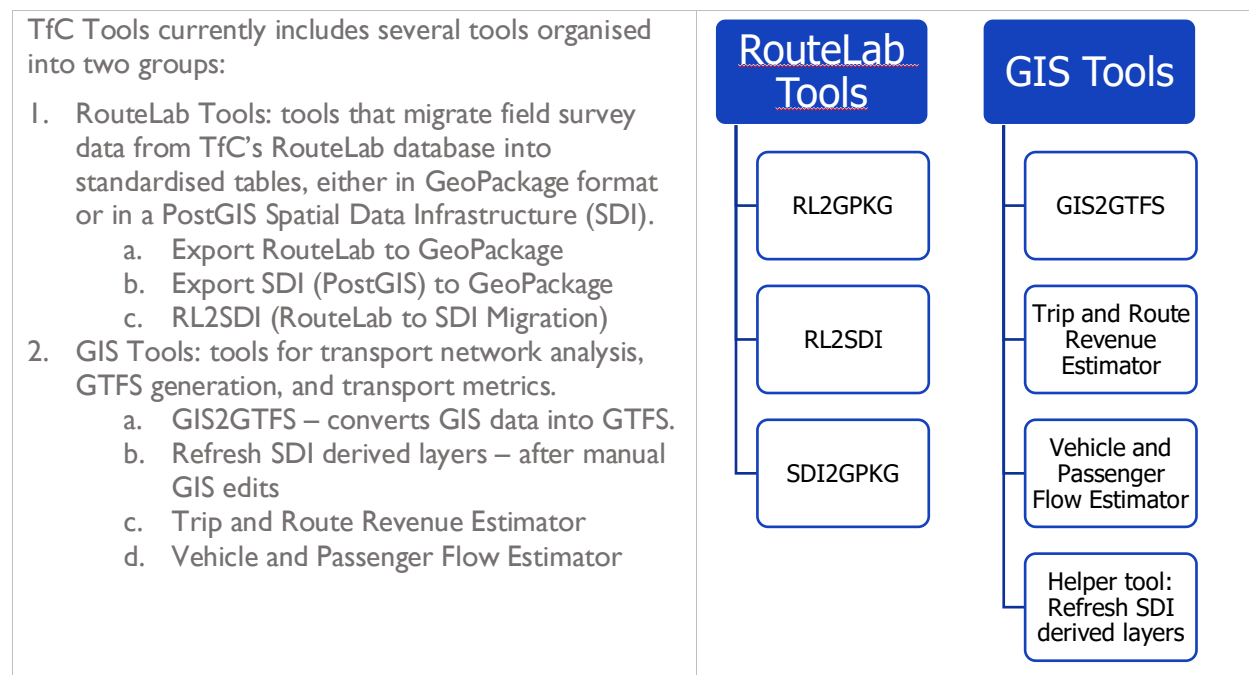 TfC Tools currently includes several tools organised
into two groups:
1. RouteLab Tools: tools that migrate field survey
data from TfC's RouteLab database into
standardised tables, either in GeoPackage format
or in a PostGIS Spatial Data Infrastructure (SDI).
a. Export RouteLab to GeoPackage
b. Export SDI (PostGIS) to GeoPackage
c. RL2SDI (RouteLab to SDI Migration)
2. GIS Tools: tools for transport network analysis,
GTFS generation, and transport metrics.
a. GIS2GTFS – converts GIS data into GTFS.
b. Refresh SDI derived layers – after manual
GIS edits
c. Trip and Route Revenue Estimator
d. Vehicle and Passenger Flow Estimator
RouteLab
Tools
RL2GPKG
RL2SDI
SDI2GPKG
GIS Tools
GIS2GTFS
Trip and Route
Revenue
Estimator
Vehicle and
Passenger
Flow Estimator
Helper tool:
Refresh SDI
derived layers